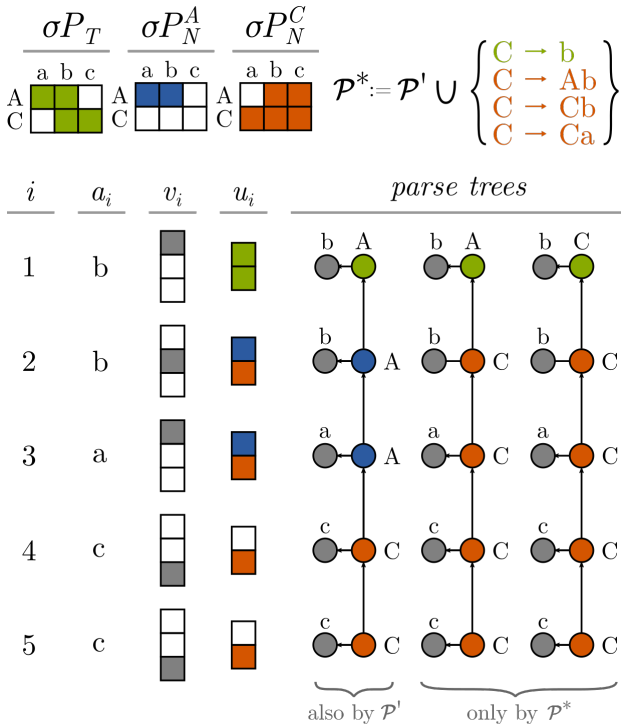 σP_T σP_N^A σP_N^C
a b c a b c a b c
A A A
C C C
𝒫* := 𝒫' ∪ {
C → b
C → Ab
C → Cb
C → Ca
}
i a_i v_i u_i parse trees
b A b A b C
1 b
b A b C b C
2 b
a A a C a C
3 a
c C c C c C
4 c
c C c C c C
5 c
also by 𝒫' only by 𝒫*